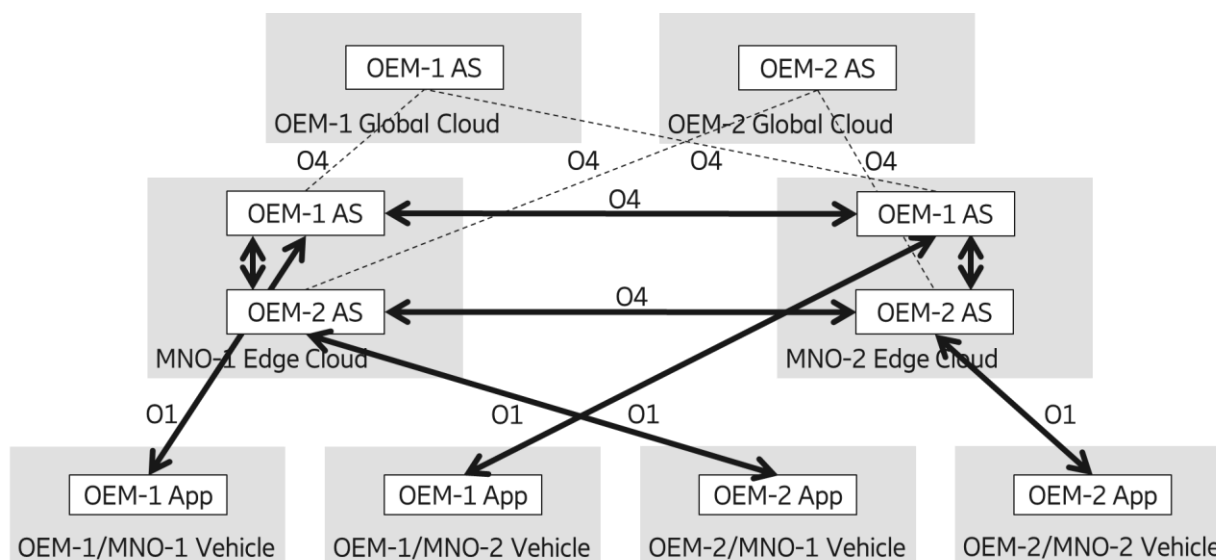 OEM-1 AS
OEM-2 AS
OEM-1 Global Cloud
OEM-2 Global Cloud
O4
O4
O4
O4
OEM-1 AS
O4
OEM-1 AS
OEM-2 AS
O4
OEM-2 AS
MNO-1 Edge Cloud
MNO-2 Edge Cloud
O1
O1
O1
O1
OEM-1 App
OEM-1 App
OEM-2 App
OEM-2 App
OEM-1/MNO-1 Vehicle
OEM-1/MNO-2 Vehicle
OEM-2/MNO-1 Vehicle
OEM-2/MNO-2 Vehicle